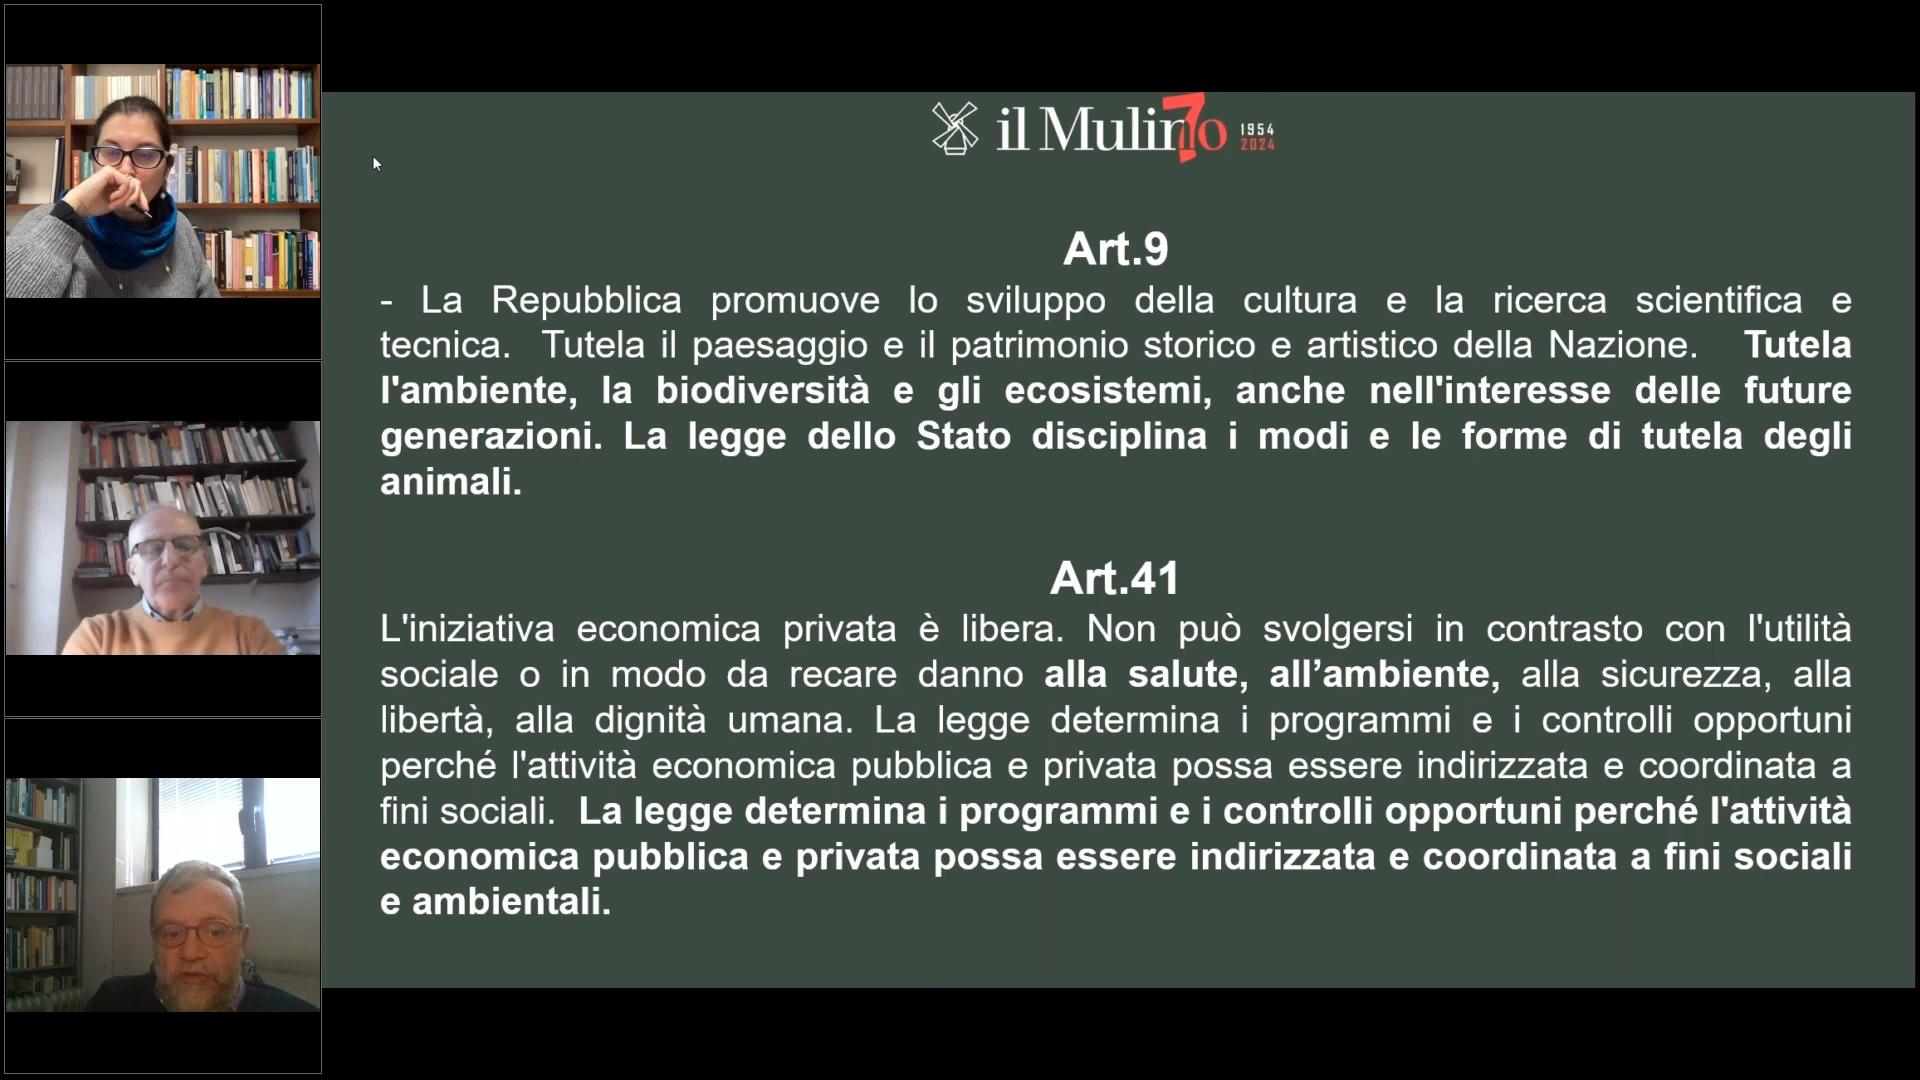 il Mulino 70 1954 2024
Art.9
- La Repubblica promuove lo sviluppo della cultura e la ricerca scientifica e
tecnica. Tutela il paesaggio e il patrimonio storico e artistico della Nazione. Tutela
l'ambiente, la biodiversità e gli ecosistemi, anche nell'interesse delle future
generazioni. La legge dello Stato disciplina i modi e le forme di tutela degli
animali.
Art.41
L'iniziativa economica privata è libera. Non può svolgersi in contrasto con l'utilità
sociale o in modo da recare danno alla salute, all’ambiente, alla sicurezza, alla
libertà, alla dignità umana. La legge determina i programmi e i controlli opportuni
perché l'attività economica pubblica e privata possa essere indirizzata e coordinata a
fini sociali. La legge determina i programmi e i controlli opportuni perché l'attività
economica pubblica e privata possa essere indirizzata e coordinata a fini sociali
e ambientali.